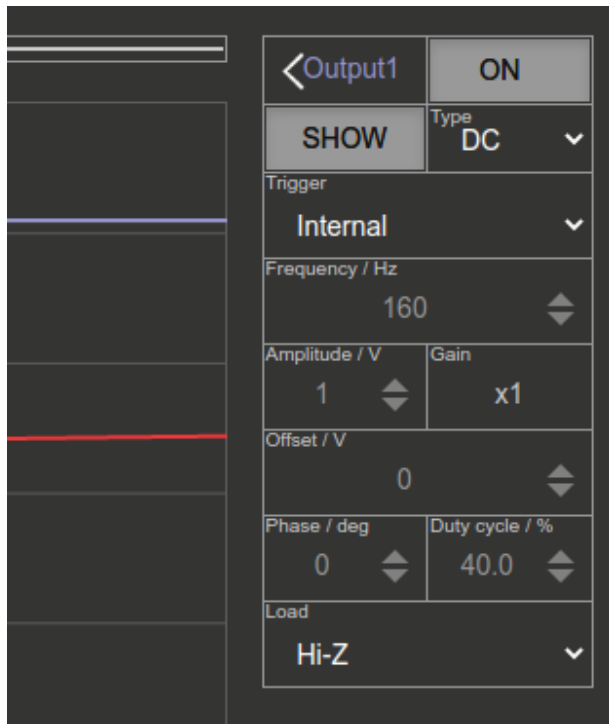 Output1 ON
SHOW Type DC
Trigger
Internal
Frequency / Hz
160
Amplitude / V Gain
1 x1
Offset / V
0
Phase / deg Duty cycle / %
0 40.0
Load
Hi-Z